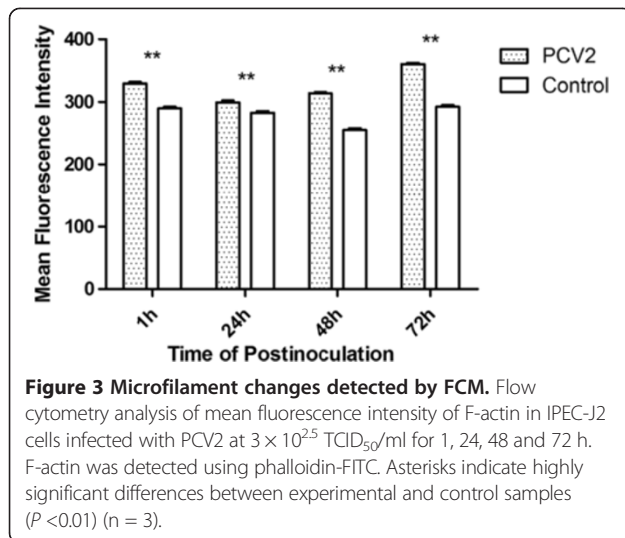 400
300
200
100
0
Mean Fluorescence Intensity
**
**
**
**
PCV2
Control
1h
24h
48h
72h
Time of Postinoculation
Figure 3 Microfilament changes detected by FCM. Flow
cytometry analysis of mean fluorescence intensity of F-actin in IPEC-J2
cells infected with PCV2 at 3 × 10^2.5 TCID_50/ml for 1, 24, 48 and 72 h.
F-actin was detected using phalloidin-FITC. Asterisks indicate highly
significant differences between experimental and control samples
(P <0.01) (n = 3).